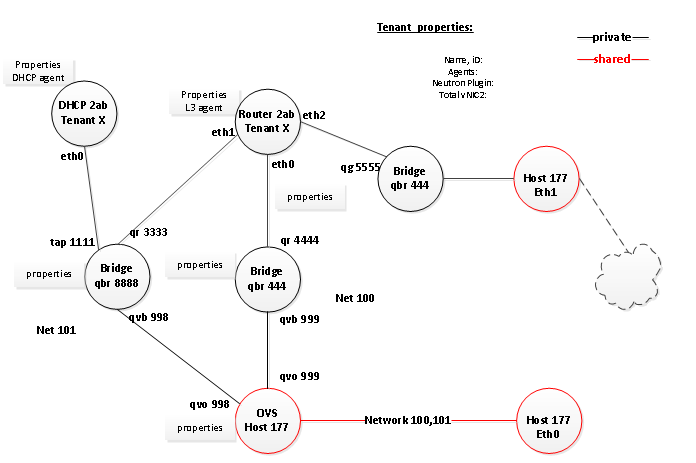 Tenant properties:
private
shared
Name, iD:
Agents:
Neutron Plugin:
Total vNIC2:
Properties
DHCP agent
DHCP 2ab
Tenant X
eth0
Properties
L3 agent
Router 2ab
Tenant X
eth2
eth1
eth0
qg 5555
Bridge
qbr 444
Host 177
Eth1
properties
tap 1111
qr 3333
qr 4444
properties
Bridge
qbr 8888
properties
Bridge
qbr 444
Net 100
Net 101
qvb 998
qvb 999
qvo 999
qvo 998
properties
OVS
Host 177
Network 100,101
Host 177
Eth0